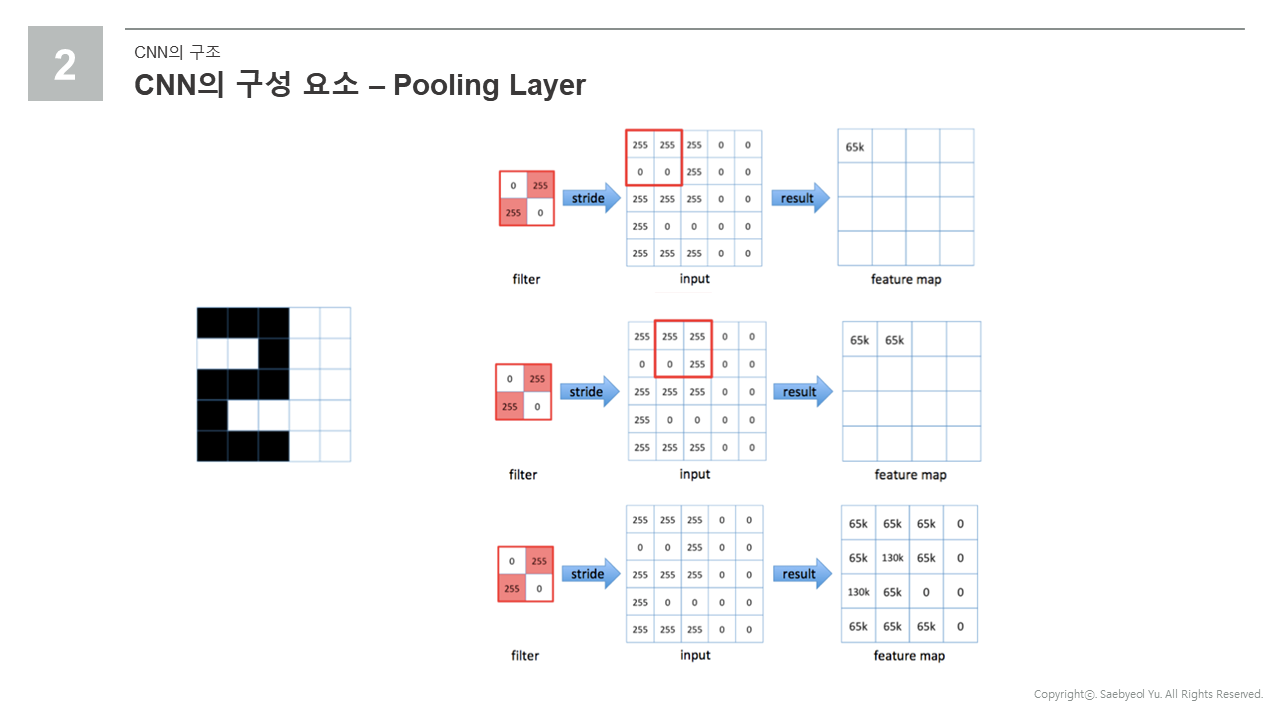 2
CNN의 구조
CNN의 구성 요소 – Pooling Layer
0 255
255 0
filter
stride
255 255 255 0 0
0 0 255 0 0
255 255 255 0 0
255 0 0 0 0
255 255 255 0 0
input
result
65k
feature map
0 255
255 0
filter
stride
255 255 255 0 0
0 0 255 0 0
255 255 255 0 0
255 0 0 0 0
255 255 255 0 0
input
result
65k 65k
feature map
0 255
255 0
filter
stride
255 255 255 0 0
0 0 255 0 0
255 255 255 0 0
255 0 0 0 0
255 255 255 0 0
input
result
65k 65k 65k 0
65k 130k 65k 0
130k 65k 0 0
65k 65k 65k 0
feature map
Copyrightⓒ. Saebyeol Yu. All Rights Reserved.